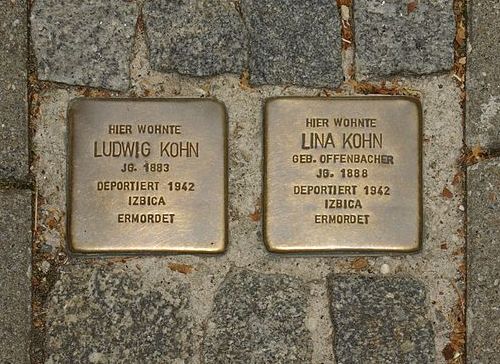 HIER WOHNTE
LUDWIG KOHN
JG. 1883
DEPORTIERT 1942
IZBICA
ERMORDET
HIER WOHNTE
LINA KOHN
GEB. OFFENBACHER
JG. 1888
DEPORTIERT 1942
IZBICA
ERMORDET